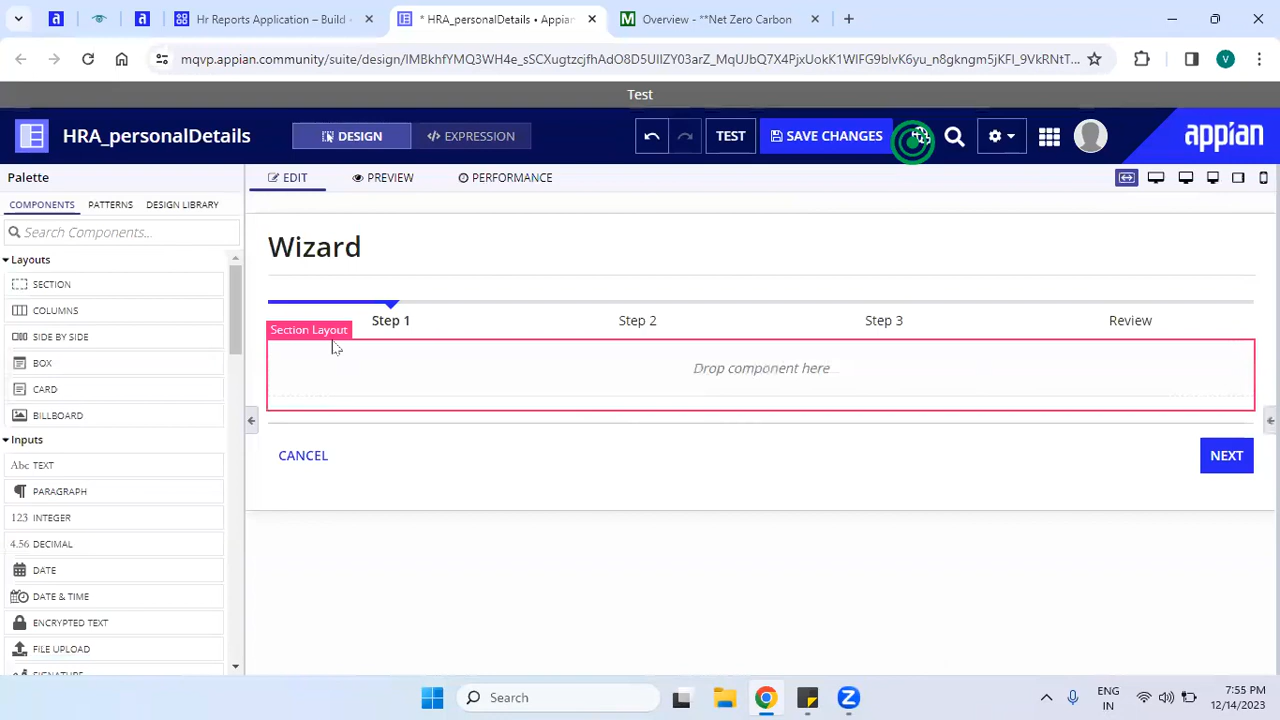 Hr Reports Application – Build
* HRA_personalDetails • Appian
Overview - **Net Zero Carbon
mqvp.appian.community/suite/design/
Test
HRA_personalDetails
DESIGN
EXPRESSION
TEST
SAVE CHANGES
appian
Palette
EDIT
PREVIEW
PERFORMANCE
COMPONENTS
PATTERNS
DESIGN LIBRARY
Search Components...
Layouts
SECTION
COLUMNS
SIDE BY SIDE
BOX
CARD
BILLBOARD
Inputs
Abc TEXT
PARAGRAPH
123 INTEGER
4.56 DECIMAL
DATE
DATE & TIME
ENCRYPTED TEXT
FILE UPLOAD
Wizard
Step 1
Step 2
Step 3
Review
Section Layout
Drop component here
CANCEL
NEXT
Search
ENG
IN
7:55 PM
12/14/2023
V